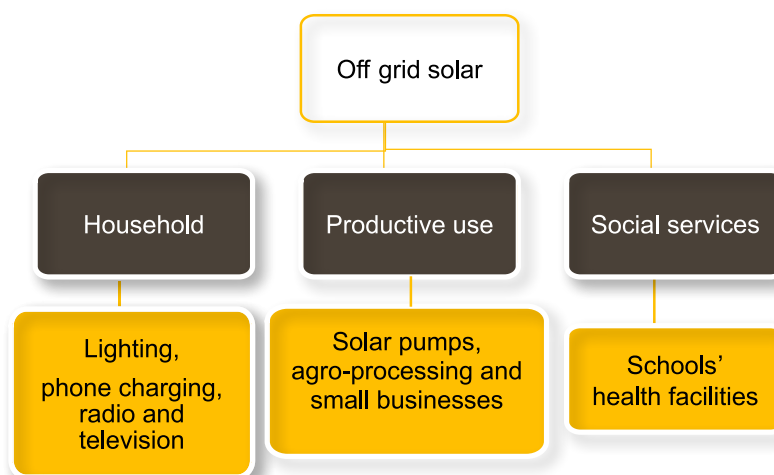 Off grid solar
Household
Productive use
Social services
Lighting,
phone charging,
radio and
television
Solar pumps,
agro-processing and
small businesses
Schools’
health facilities